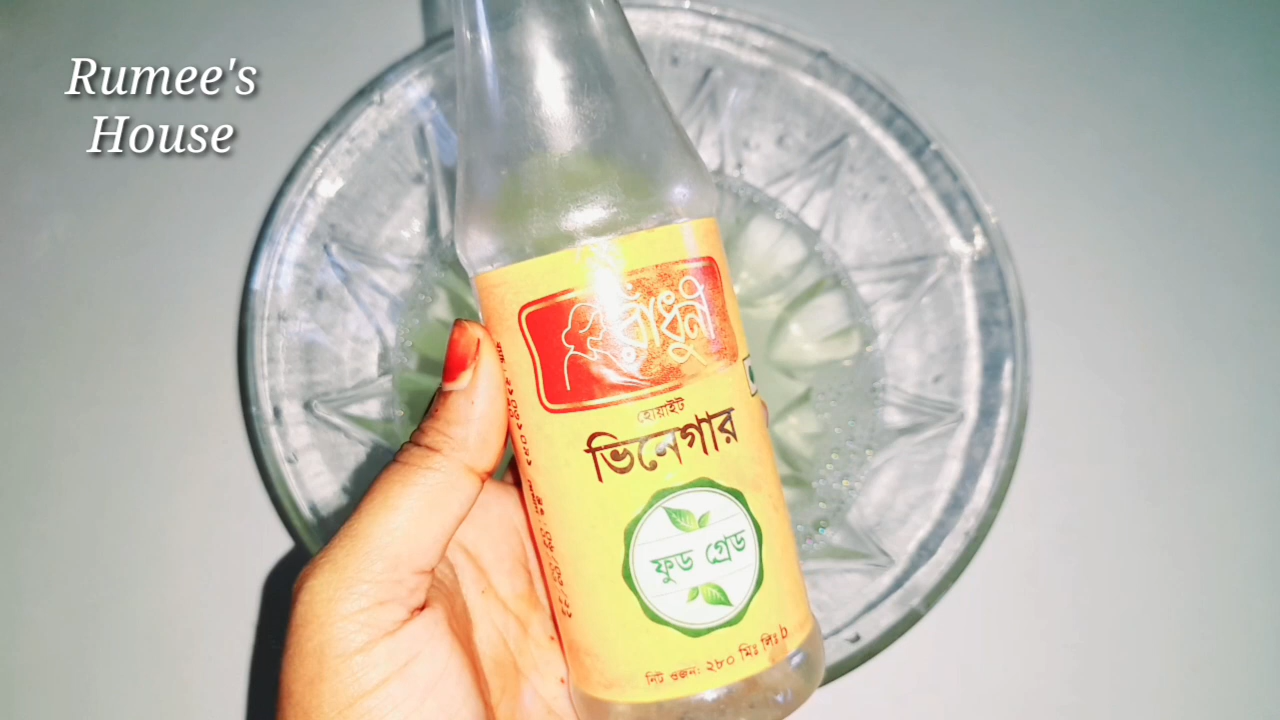 Rumee's
House
রাঁধুনী
হোয়াইট
ভিনেগার
ফুড গ্রেড
নিট ওজন: ২৮০ মিঃ লিঃ b